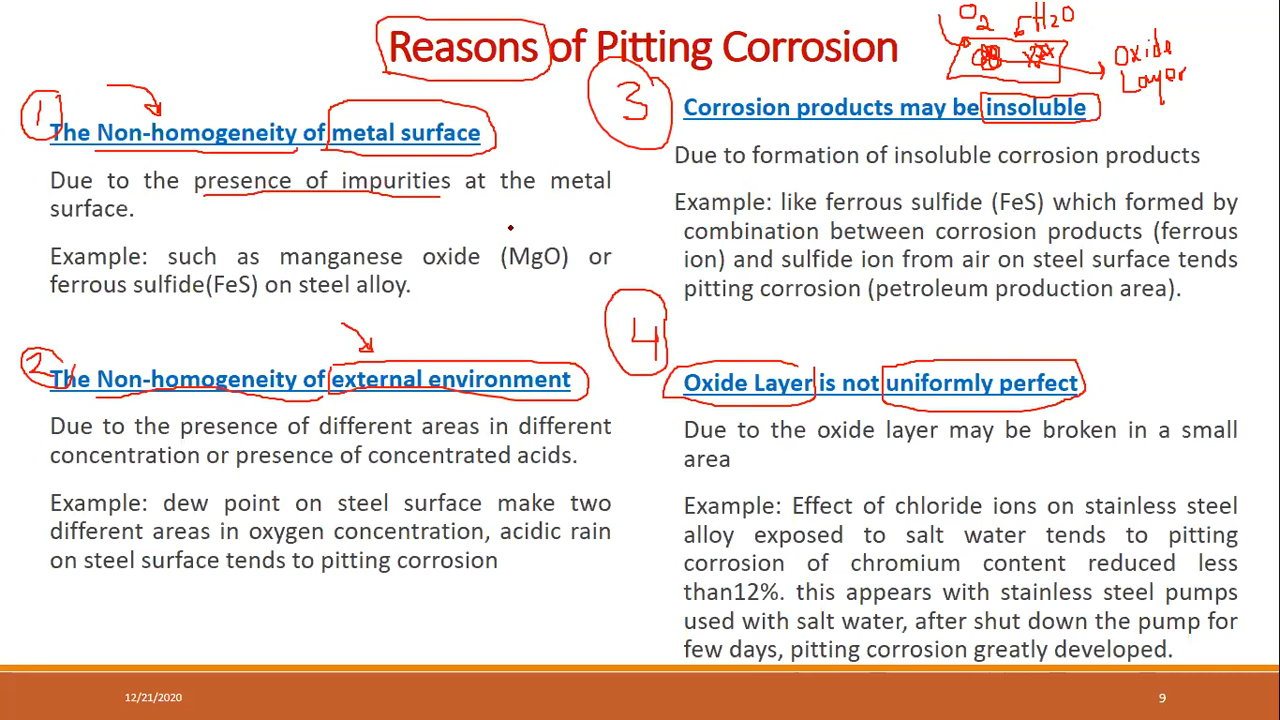 Reasons of Pitting Corrosion
O2 H2O
Oxide
Layer
1
The Non-homogeneity of metal surface
Due to the presence of impurities at the metal
surface.
Example: such as manganese oxide (MgO) or
ferrous sulfide(FeS) on steel alloy.
2
The Non-homogeneity of external environment
Due to the presence of different areas in different
concentration or presence of concentrated acids.
Example: dew point on steel surface make two
different areas in oxygen concentration, acidic rain
on steel surface tends to pitting corrosion
3
Corrosion products may be insoluble
Due to formation of insoluble corrosion products
Example: like ferrous sulfide (FeS) which formed by
combination between corrosion products (ferrous
ion) and sulfide ion from air on steel surface tends
pitting corrosion (petroleum production area).
4
Oxide Layer is not uniformly perfect
Due to the oxide layer may be broken in a small
area
Example: Effect of chloride ions on stainless steel
alloy exposed to salt water tends to pitting
corrosion of chromium content reduced less
than12%. this appears with stainless steel pumps
used with salt water, after shut down the pump for
few days, pitting corrosion greatly developed.
12/21/2020
9